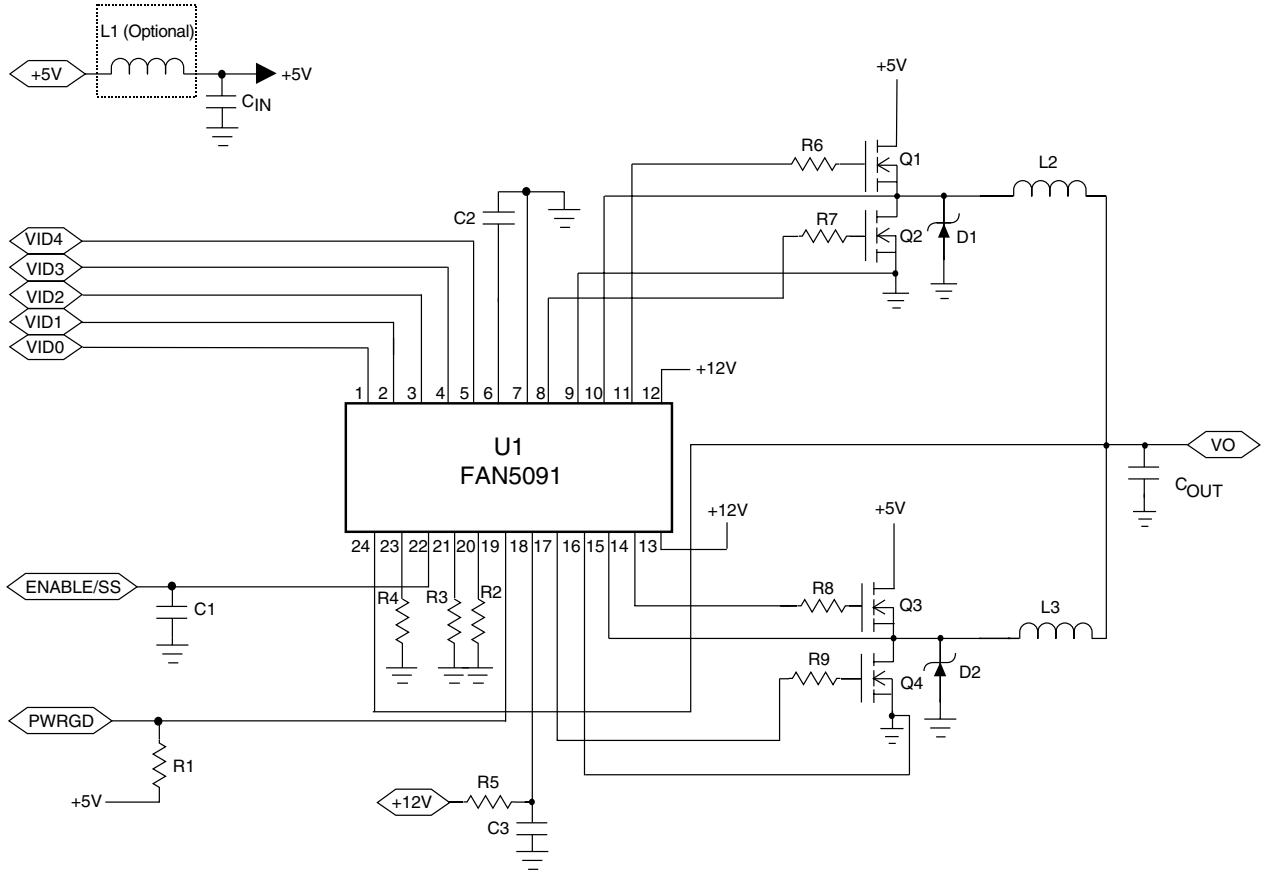 L1 (Optional)
+5V
+5V
CIN
+5V
R6
Q1
L2
C2
R7
Q2
D1
VID4
VID3
VID2
VID1
VID0
+12V
1 2 3 4 5 6 7 8 9 10 11 12
U1
FAN5091
VO
COUT
+12V
+5V
24 23 22 21 20 19 18 17 16 15 14 13
ENABLE/SS
C1
R4
R3
R2
R8
Q3
L3
R9
Q4
D2
PWRGD
R1
+5V
+12V
R5
C3